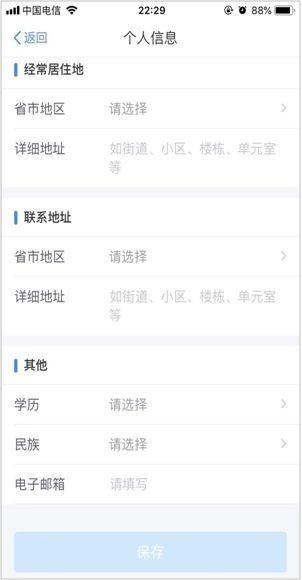 中国电信 22:29 88%
返回 个人信息
经常居住地
省市地区 请选择
详细地址 如街道、小区、楼栋、单元室
等
联系地址
省市地区 请选择
详细地址 如街道、小区、楼栋、单元室
等
其他
学历 请选择
民族 请选择
电子邮箱 请填写
保存